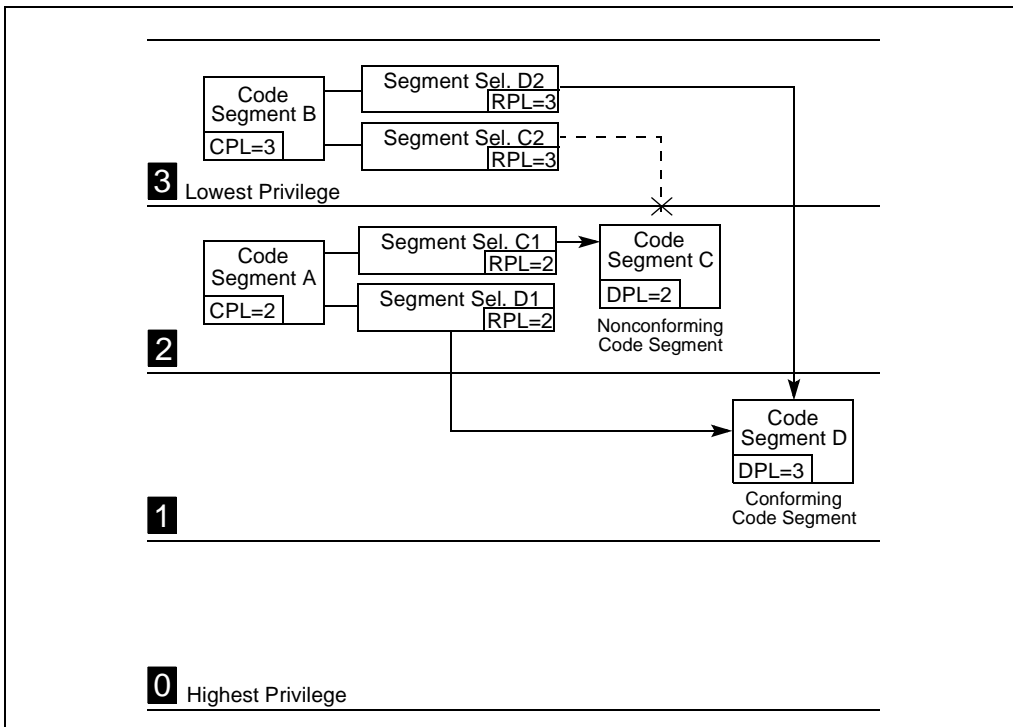 Code
Segment B
CPL=3
Segment Sel. D2
RPL=3
Segment Sel. C2
RPL=3
3 Lowest Privilege
Code
Segment A
CPL=2
Segment Sel. C1
RPL=2
Segment Sel. D1
RPL=2
Code
Segment C
DPL=2
Nonconforming
Code Segment
2
Code
Segment D
DPL=3
Conforming
Code Segment
1
0 Highest Privilege